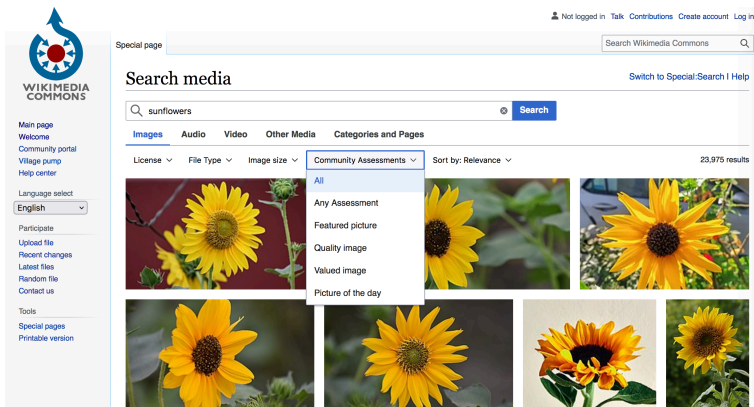 Not logged in Talk Contributions Create account Log in
Special page
Search Wikimedia Commons
WIKIMEDIA
COMMONS
Search media
Switch to Special:Search | Help
sunflowers
Search
Images Audio Video Other Media Categories and Pages
License File Type Image size Community Assessments Sort by: Relevance 23,975 results
All
Any Assessment
Featured picture
Quality image
Valued image
Picture of the day
Main page
Welcome
Community portal
Village pump
Help center
Language select
English
Participate
Upload file
Recent changes
Latest files
Random file
Contact us
Tools
Special pages
Printable version